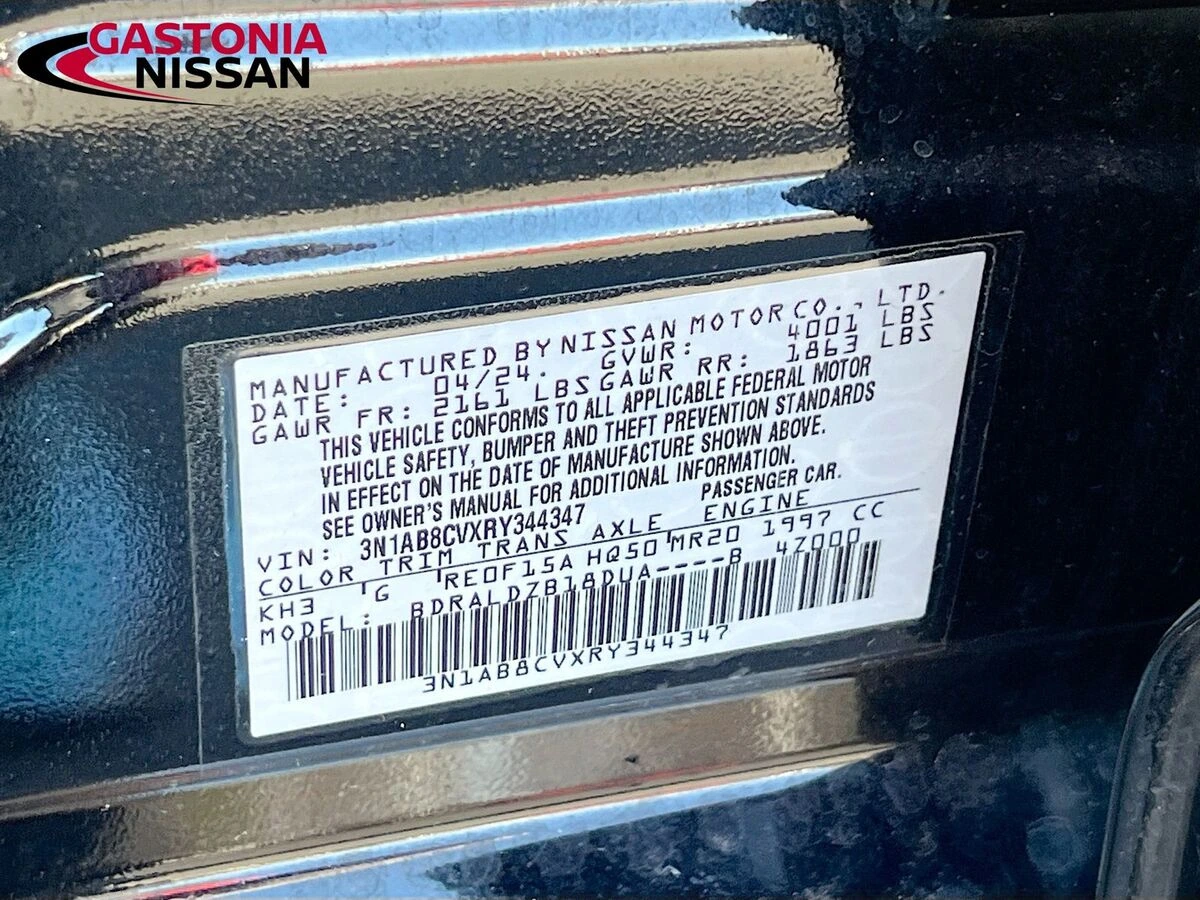 GASTONIA
NISSAN
MANUFACTURED BY NISSAN MOTOR CO., LTD.
DATE: 04/24. GVWR: 4001 LBS
GAWR FR: 2161 LBS GAWR RR: 1863 LBS
THIS VEHICLE CONFORMS TO ALL APPLICABLE FEDERAL MOTOR
VEHICLE SAFETY, BUMPER AND THEFT PREVENTION STANDARDS
IN EFFECT ON THE DATE OF MANUFACTURE SHOWN ABOVE.
SEE OWNER'S MANUAL FOR ADDITIONAL INFORMATION.
VIN: 3N1AB8CVXRY344347 PASSENGER CAR.
COLOR TRIM TRANS AXLE ENGINE
KH3 G RE0F15A HQ50 MR20 1997 CC
MODEL: BDRALDZB18DUA----B 4Z000
3N1AB8CVXRY344347